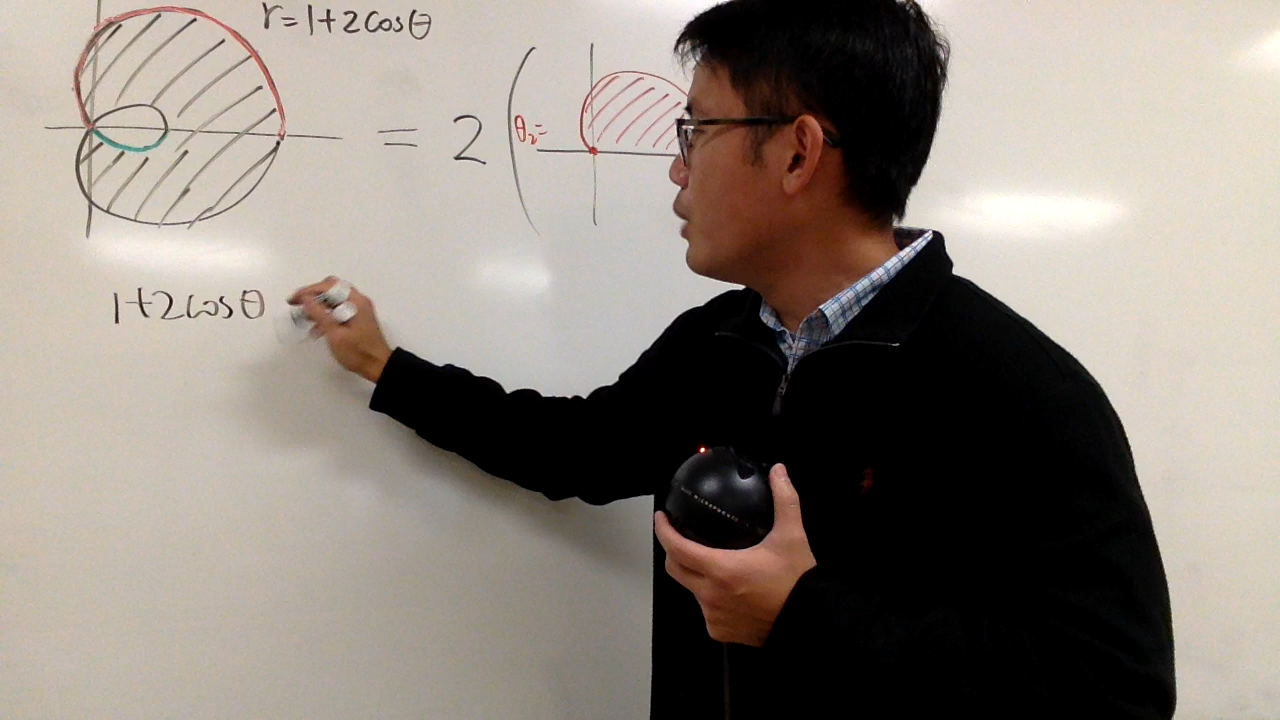 r=1+2cosθ
= 2 ( θ₂=
1+2cosθ